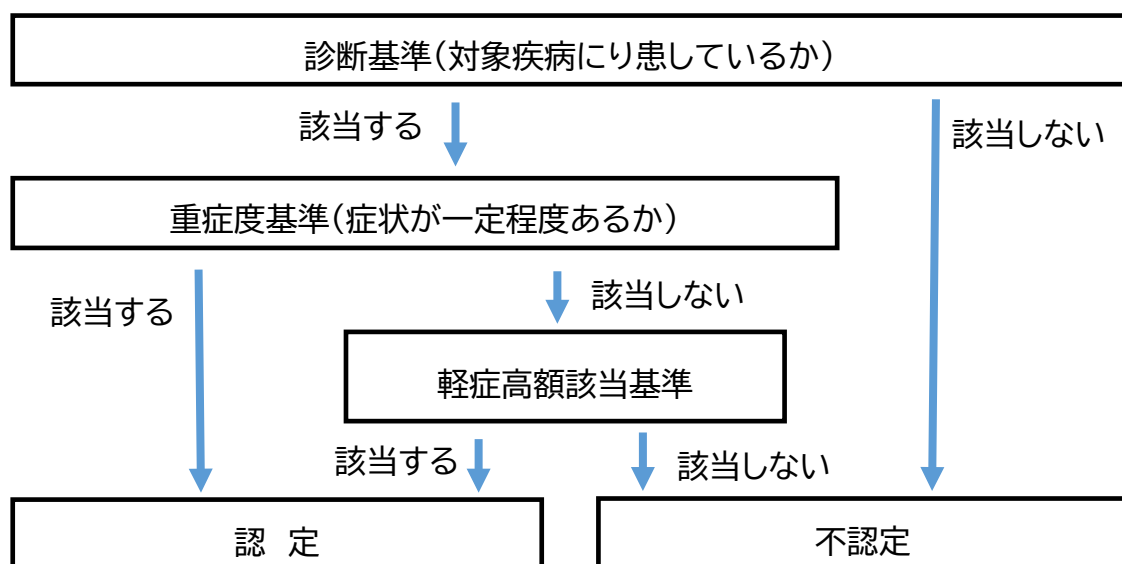 診断基準(対象疾病にり患しているか)
該当する
該当しない
重症度基準(症状が一定程度あるか)
該当する
該当しない
軽症高額該当基準
該当する
該当しない
認 定
不認定